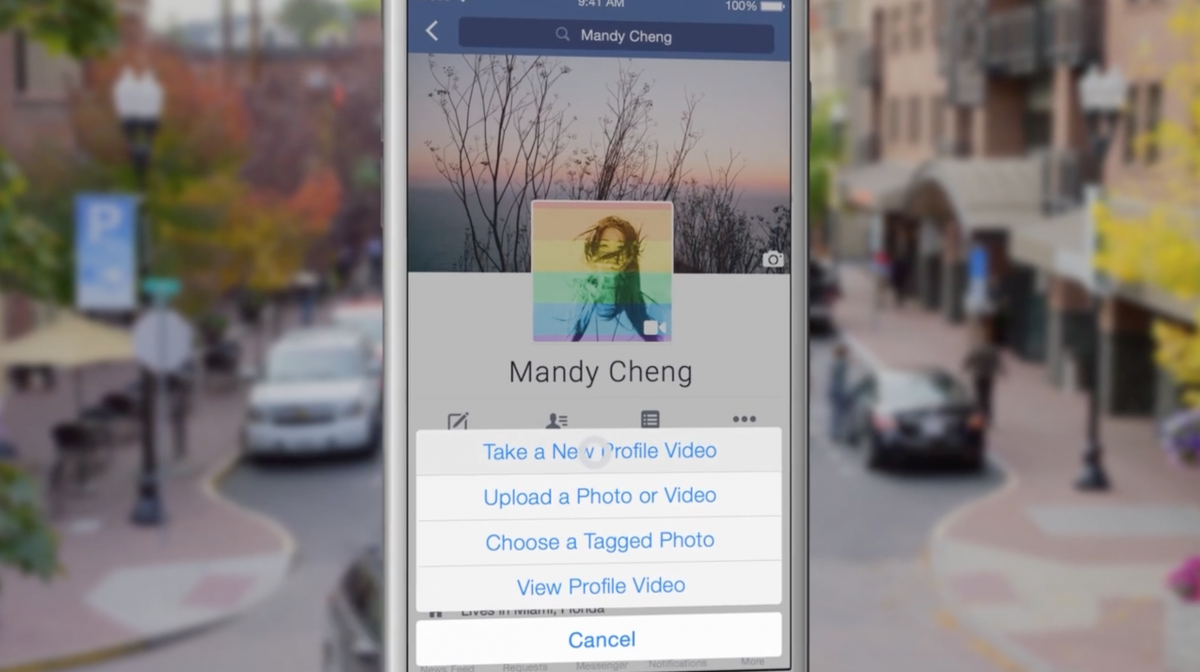 9:41 AM
100%
Mandy Cheng
P
Mandy Cheng
Take a New Profile Video
Upload a Photo or Video
Choose a Tagged Photo
View Profile Video
Lives in Miami, Florida
Cancel
News Feed
Requests
Messenger
Notifications
More